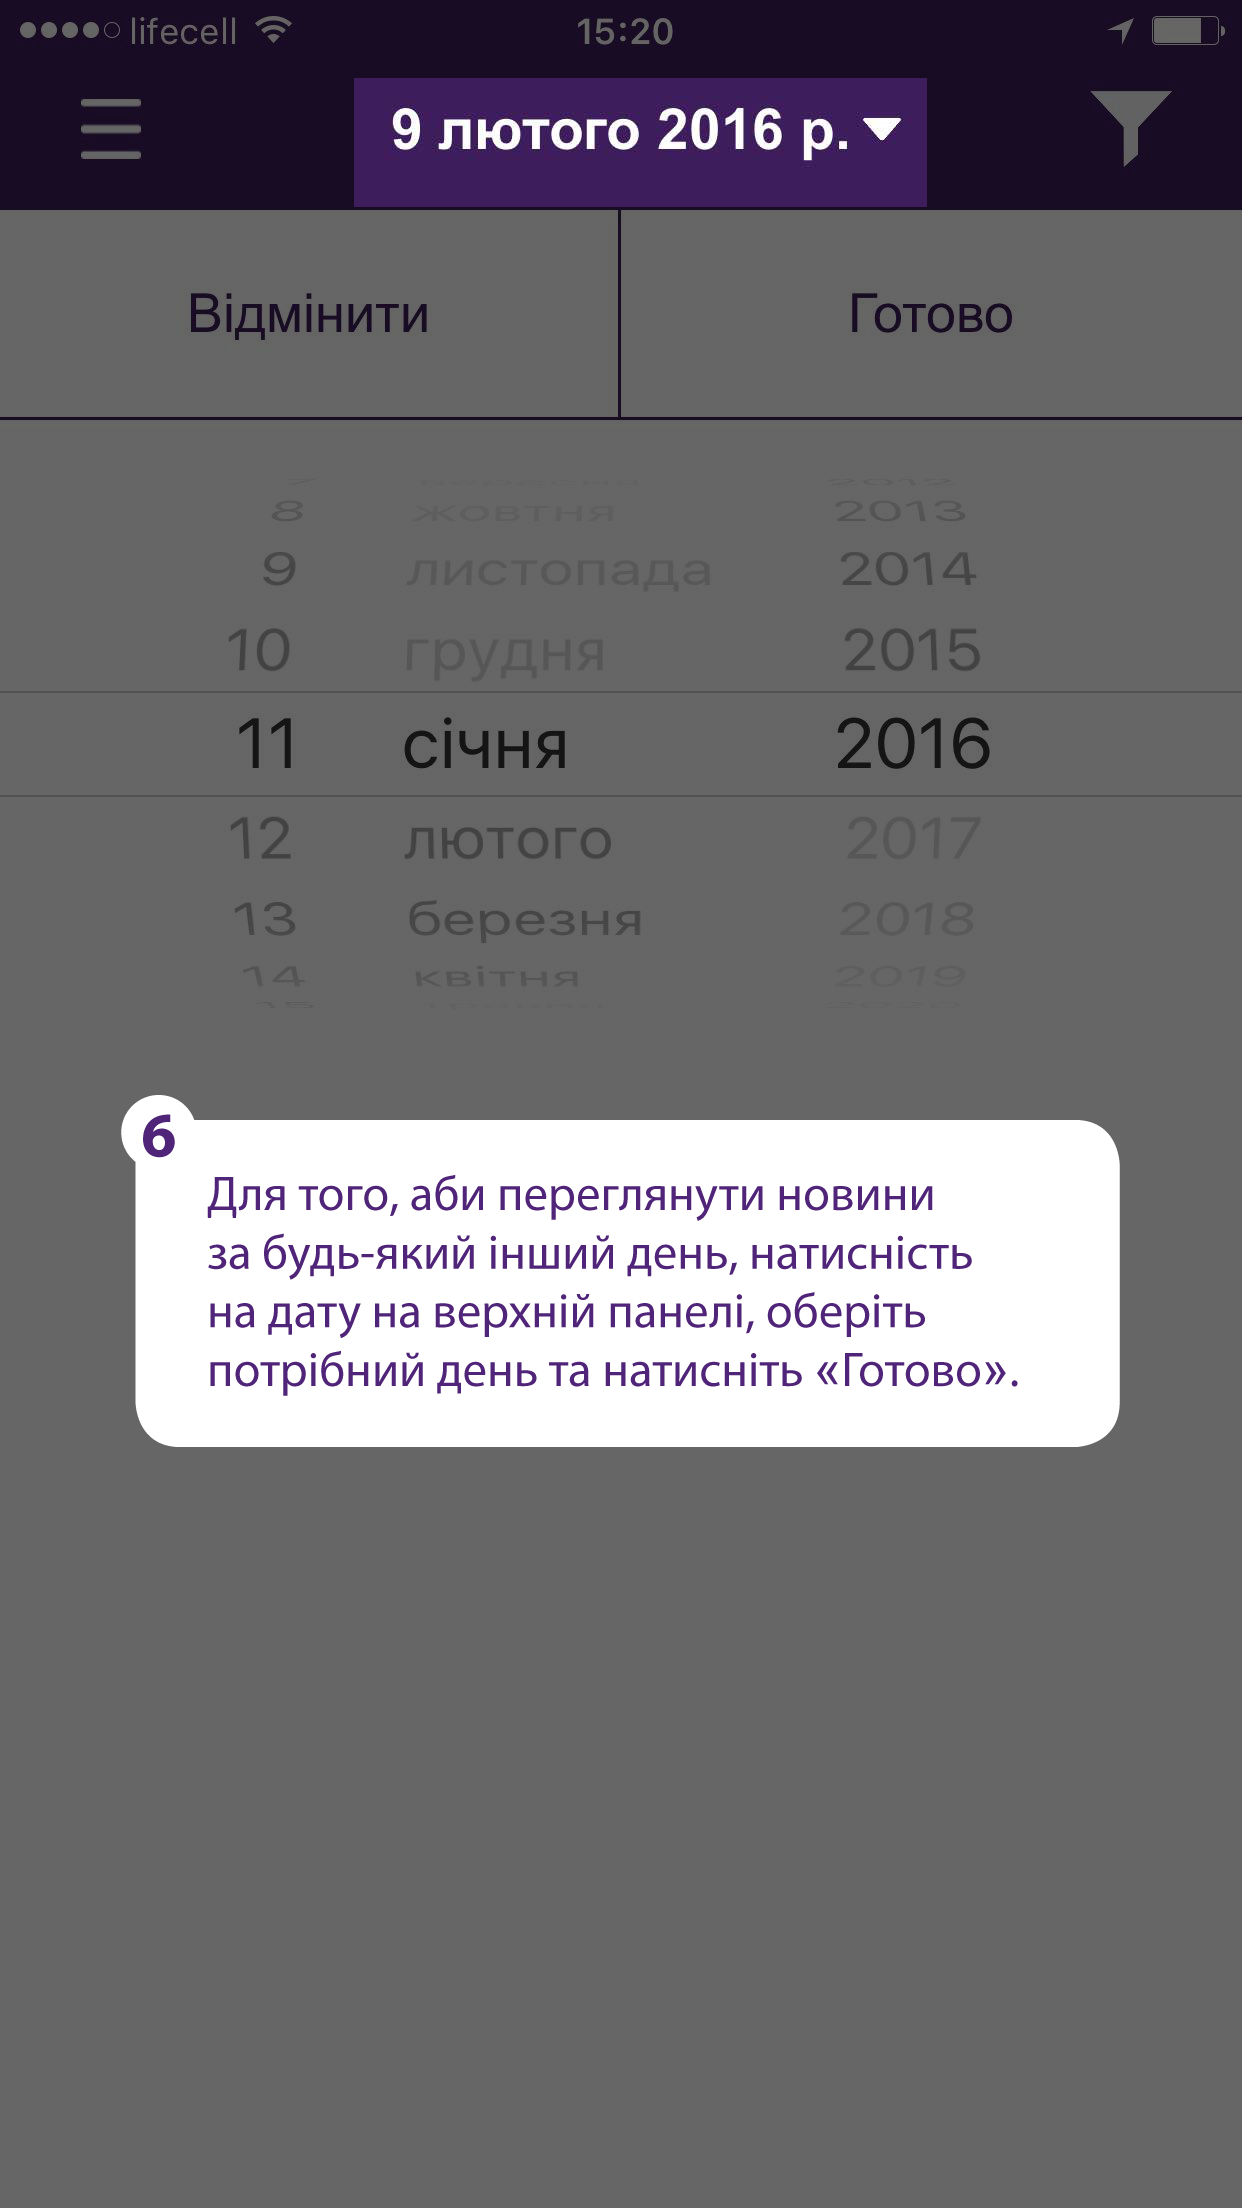 lifecell 15:20
9 лютого 2016 р.
Відмінити Готово
8 жовтня 2013
9 листопада 2014
10 грудня 2015
11 січня 2016
12 лютого 2017
13 березня 2018
14 квітня 2019
6
Для того, аби переглянути новини
за будь-який інший день, натисність
на дату на верхній панелі, оберіть
потрібний день та натисніть «Готово».